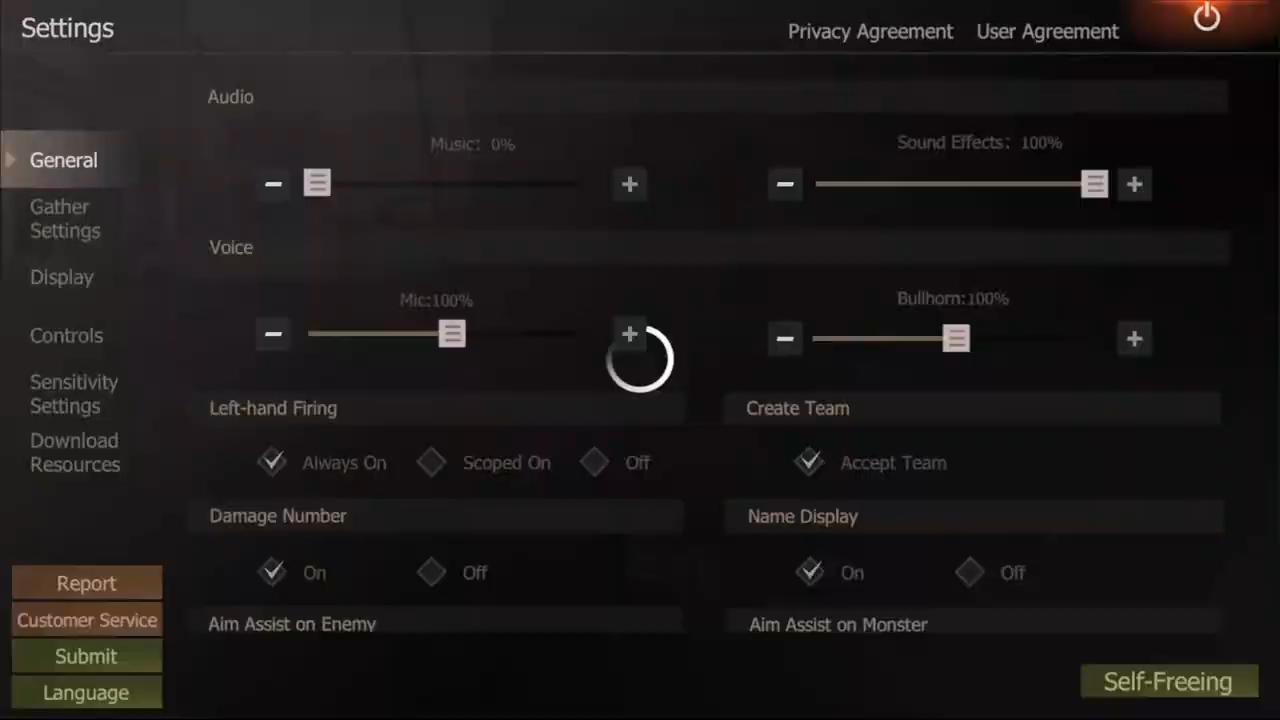 Settings
Privacy Agreement
User Agreement
Audio
Music: 0%
Sound Effects: 100%
General
Gather
Settings
Voice
Display
Mic:100%
Bullhorn:100%
Controls
Sensitivity
Settings
Left-hand Firing
Create Team
Download
Resources
Always On
Scoped On
Off
Accept Team
Damage Number
Name Display
On
Off
On
Off
Report
Customer Service
Aim Assist on Enemy
Aim Assist on Monster
Submit
Language
Self-Freeing